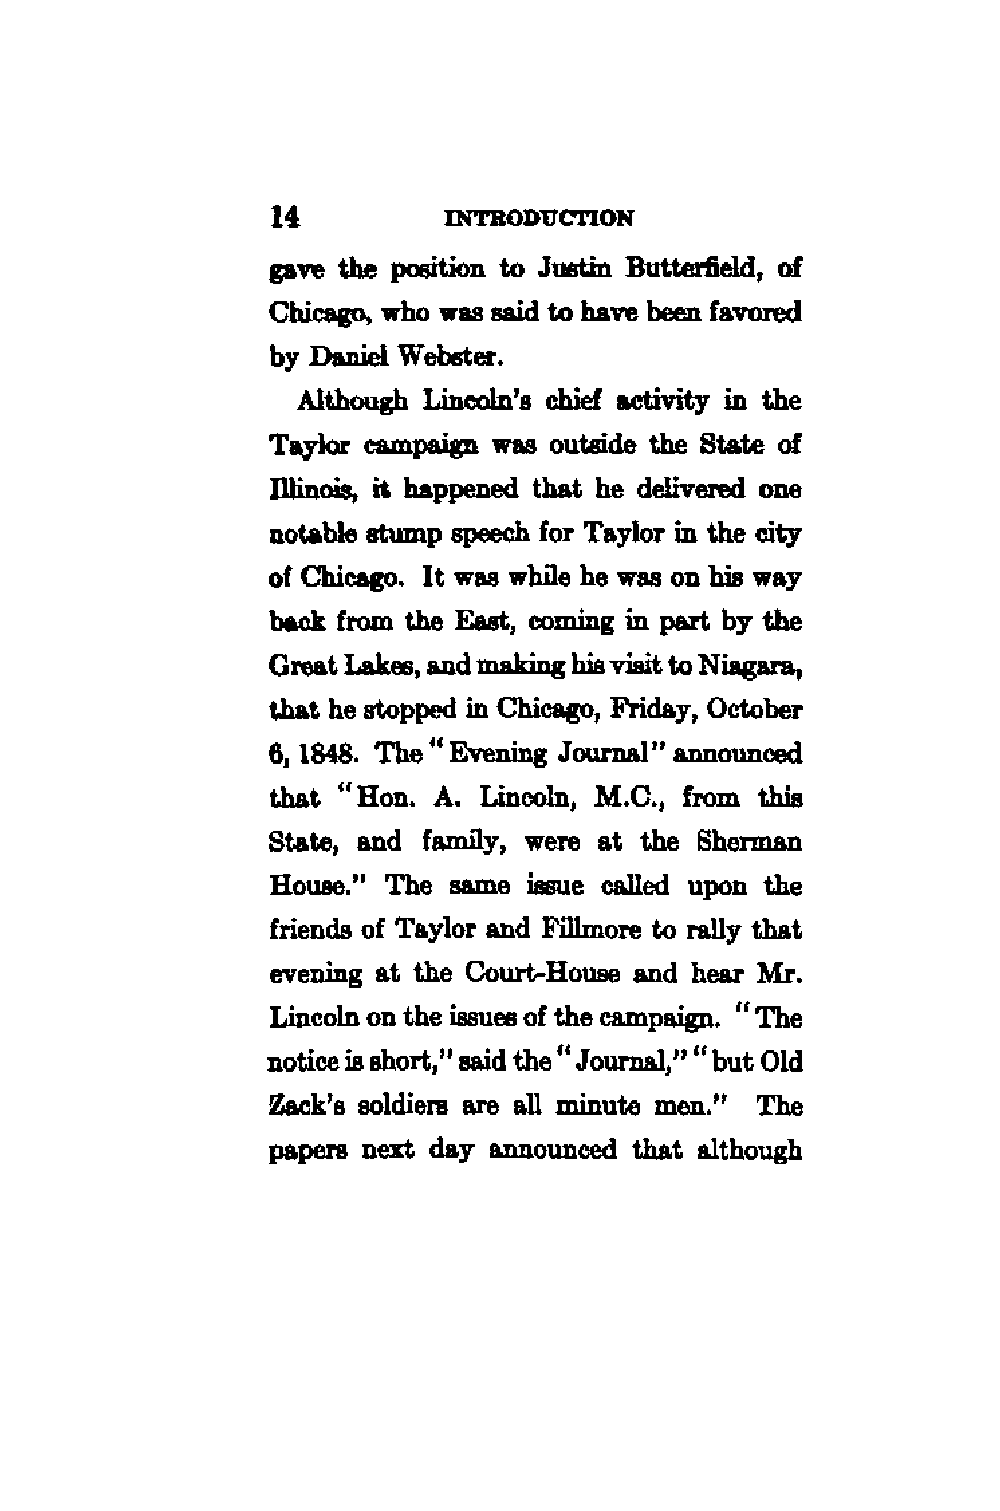 14 INTRODUCTION
gave the position to Justin Butterfield, of
Chicago, who was said to have been favored
by Daniel Webster.
Although Lincoln's chief activity in the
Taylor campaign was outside the State of
Illinois, it happened that he delivered one
notable stump speech for Taylor in the city
of Chicago. It was while he was on his way
back from the East, coming in part by the
Great Lakes, and making his visit to Niagara,
that he stopped in Chicago, Friday, October
6, 1848. The "Evening Journal" announced
that "Hon. A. Lincoln, M.C., from this
State, and family, were at the Sherman
House." The same issue called upon the
friends of Taylor and Fillmore to rally that
evening at the Court-House and hear Mr.
Lincoln on the issues of the campaign. "The
notice is short," said the "Journal," "but Old
Zack's soldiers are all minute men." The
papers next day announced that although